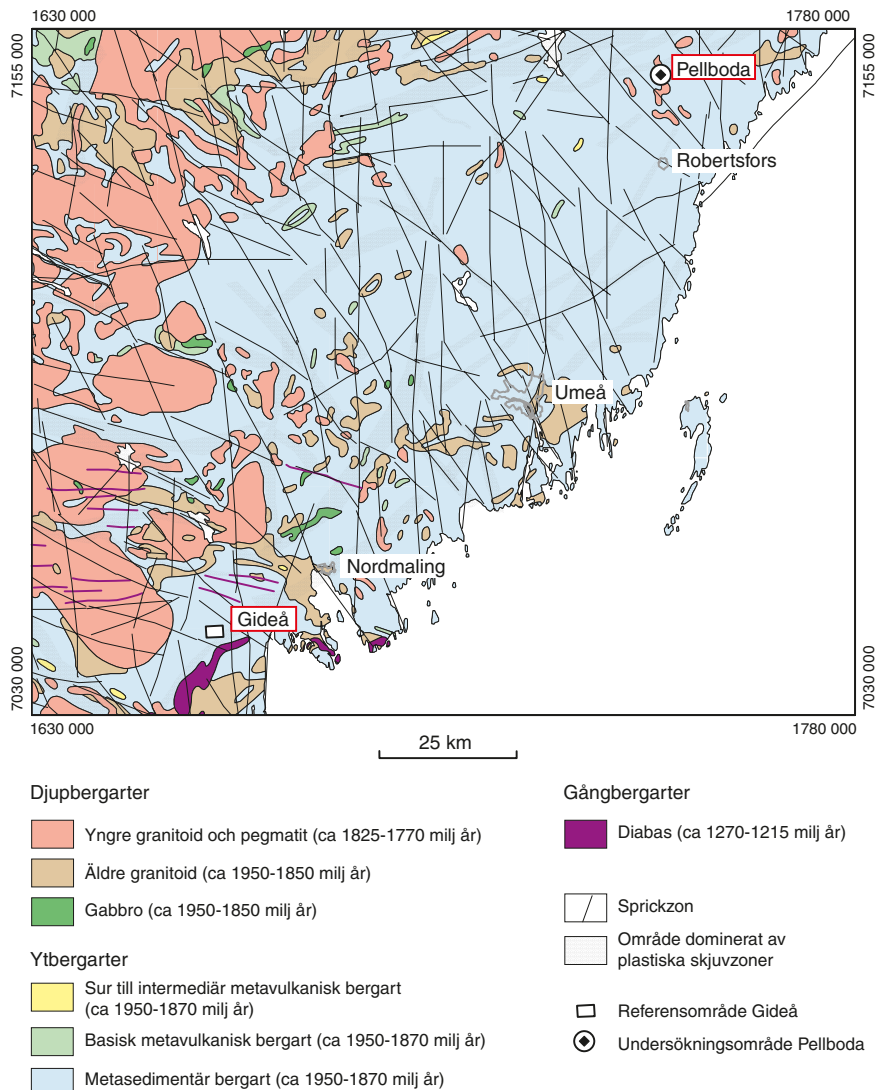 1630 000
1780 000
7155 000
7155 000
Pellboda
Robertsfors
Umeå
Nordmaling
Gideå
7030 000
7030 000
1630 000
1780 000
25 km
Djupbergarter
Yngre granitoid och pegmatit (ca 1825-1770 milj år)
Äldre granitoid (ca 1950-1850 milj år)
Gabbro (ca 1950-1850 milj år)
Ytbergarter
Sur till intermediär metavulkanisk bergart
(ca 1950-1870 milj år)
Basisk metavulkanisk bergart (ca 1950-1870 milj år)
Metasedimentär bergart (ca 1950-1870 milj år)
Gångbergarter
Diabas (ca 1270-1215 milj år)
Sprickzon
Område dominerat av
plastiska skjuvzoner
Referensområde Gideå
Undersökningsområde Pellboda